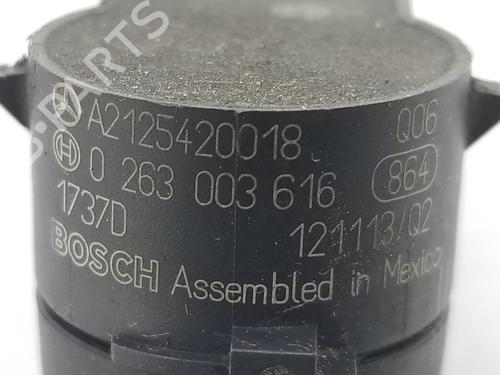 A2125420018 Q06
0 263 003 616 864
1737D 121113/Q2
BOSCH Assembled in Mexico